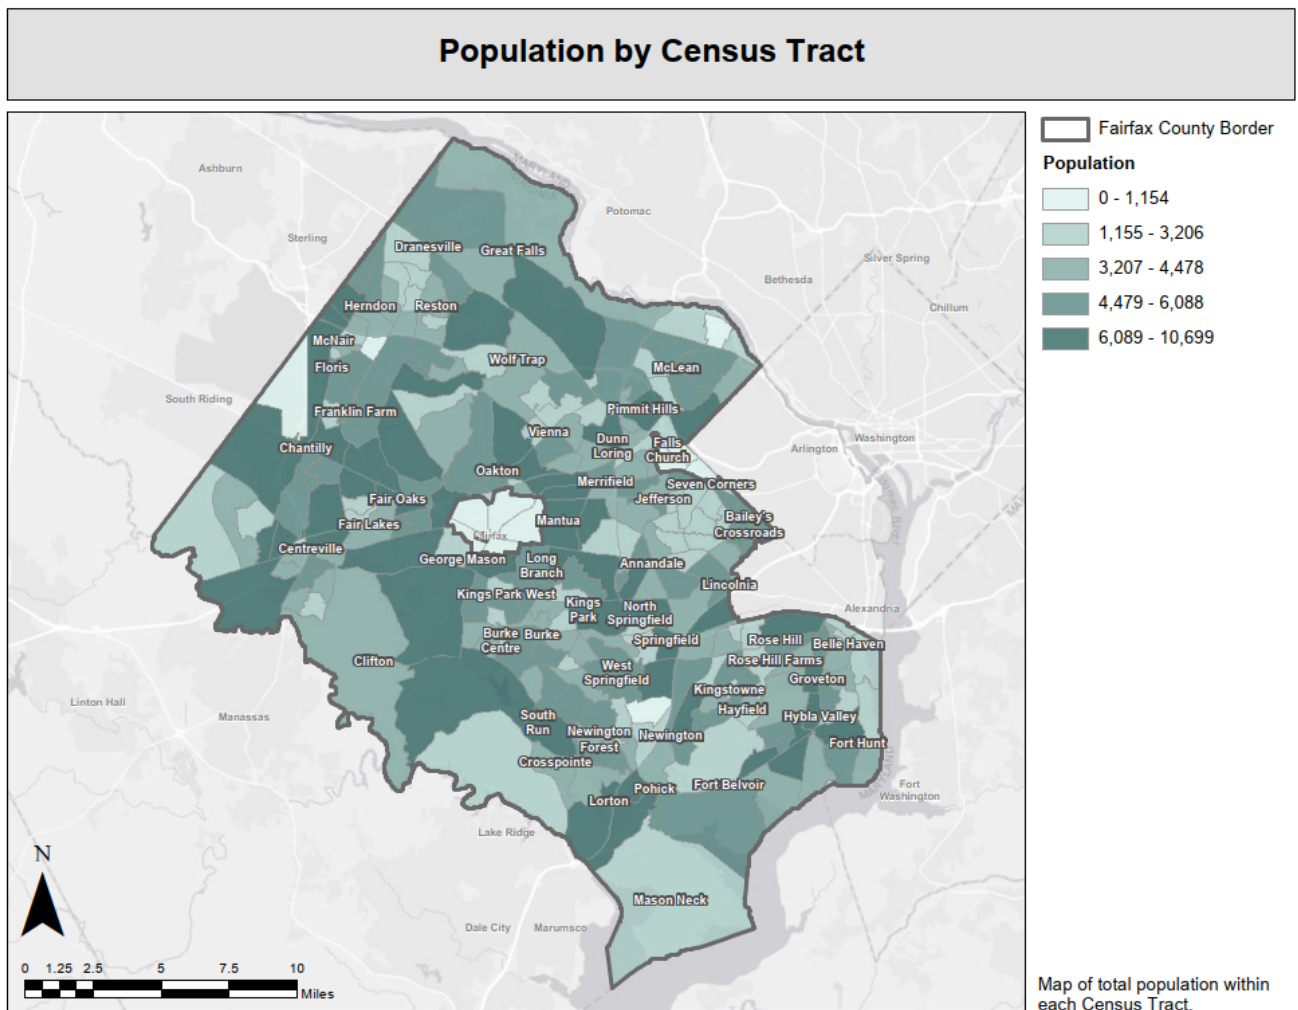 Population by Census Tract
Fairfax County Border
Population
0 - 1,154
1,155 - 3,206
3,207 - 4,478
4,479 - 6,088
6,089 - 10,699
Ashburn
MARYLAND
Potomac
Sterling
Dranesville
Great Falls
Silver Spring
Bethesda
Chillum
Herndon
Reston
McNair
Floris
Wolf Trap
McLean
South Riding
Franklin Farm
Pimmit Hills
Vienna
Dunn
Loring
Falls
Church
Arlington
Washington
Chantilly
Oakton
Merrifield
Seven Corners
Jefferson
Fair Oaks
Fair Lakes
Mantua
Bailey's
Crossroads
Fairfax
Centreville
George Mason
Long
Branch
Annandale
Lincolnia
Kings Park West
Kings
Park
North
Springfield
Alexandria
Burke
Centre
Burke
Springfield
Rose Hill
Belle Haven
Clifton
West
Springfield
Rose Hill Farms
Groveton
Kingstowne
Hayfield
Linton Hall
Manassas
South
Run
Newington
Forest
Newington
Hybla Valley
Fort Hunt
Crosspointe
Pohick
Fort Belvoir
Lorton
MARYLAND
Fort
Washington
Lake Ridge
Mason Neck
Dale City
Marumsco
N
0 1.25 2.5 5 7.5 10
Miles
Map of total population within
each Census Tract.